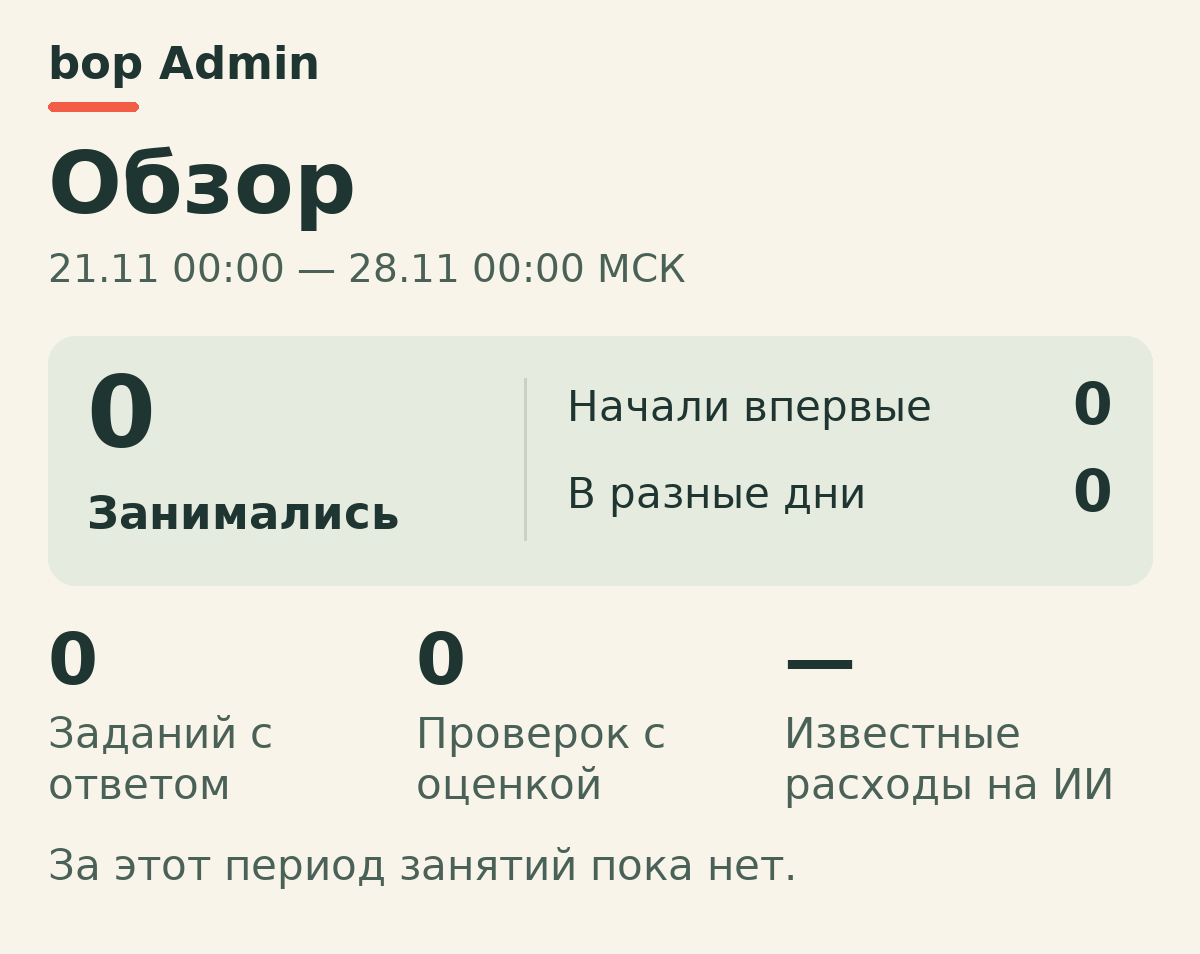 bop Admin
Обзор
21.11 00:00 — 28.11 00:00 МСК
0
Занимались
Начали впервые 0
В разные дни 0
0
Заданий с
ответом
0
Проверок с
оценкой
—
Известные
расходы на ИИ
За этот период занятий пока нет.